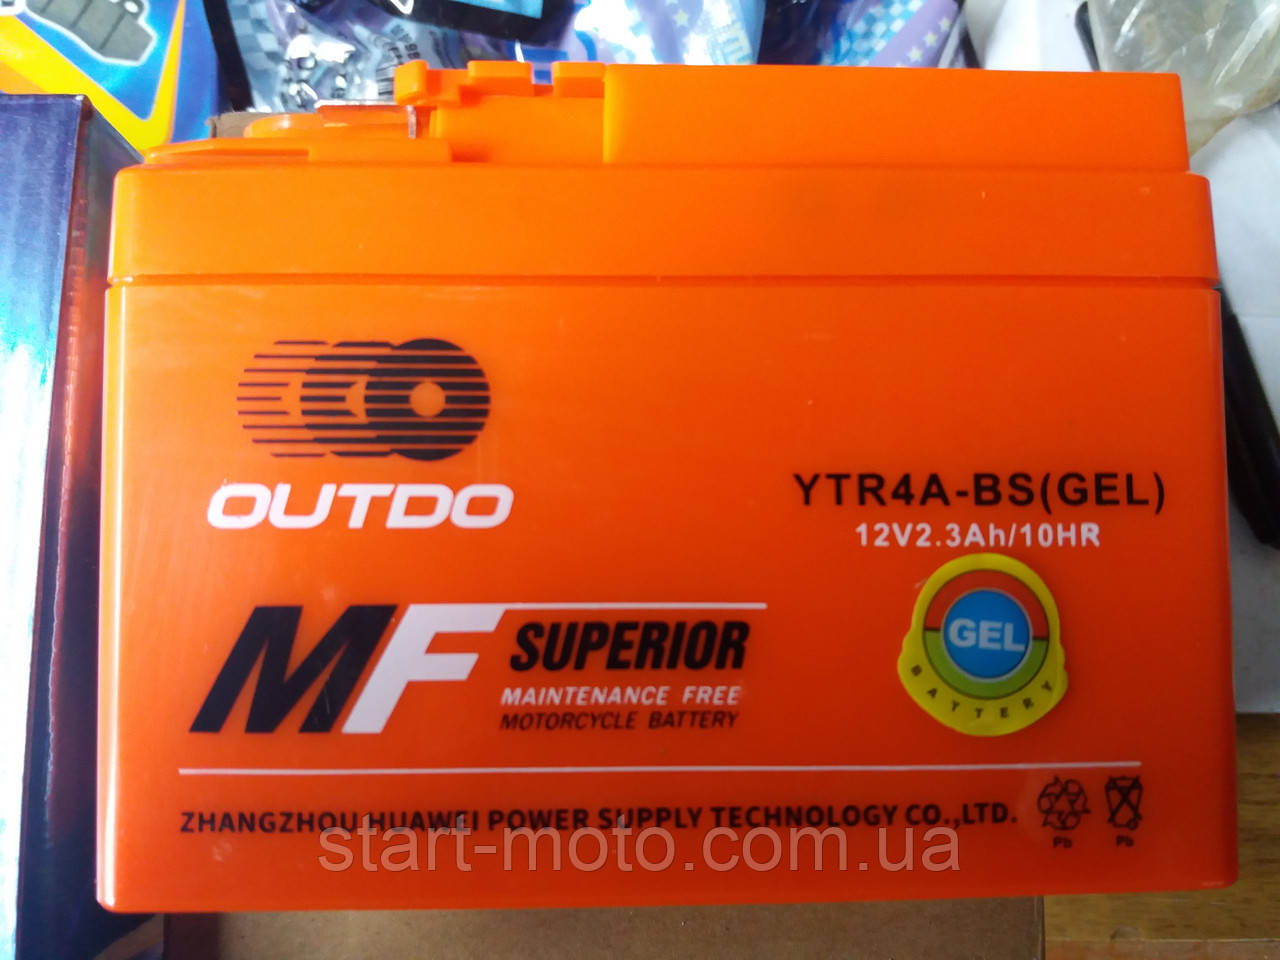 OUTDO
YTR4A-BS(GEL)
12V2.3Ah/10HR
GEL
BATTERY
MF SUPERIOR
MAINTENANCE FREE
MOTORCYCLE BATTERY
ZHANGZHOU HUAWEI POWER SUPPLY TECHNOLOGY CO.,LTD.
Pb Pb
start-moto.com.ua